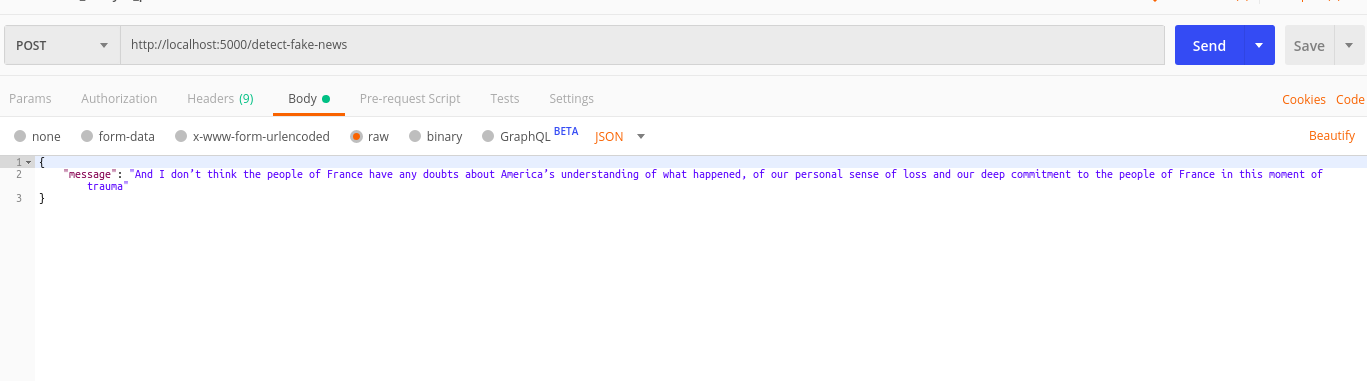 POST
http://localhost:5000/detect-fake-news
Send
Save
Params Authorization Headers (9) Body Pre-request Script Tests Settings
Cookies Code
none form-data x-www-form-urlencoded raw binary GraphQL BETA JSON
Beautify
1 {
2 "message": "And I don’t think the people of France have any doubts about America’s understanding of what happened, of our personal sense of loss and our deep commitment to the people of France in this moment of
trauma"
3 }